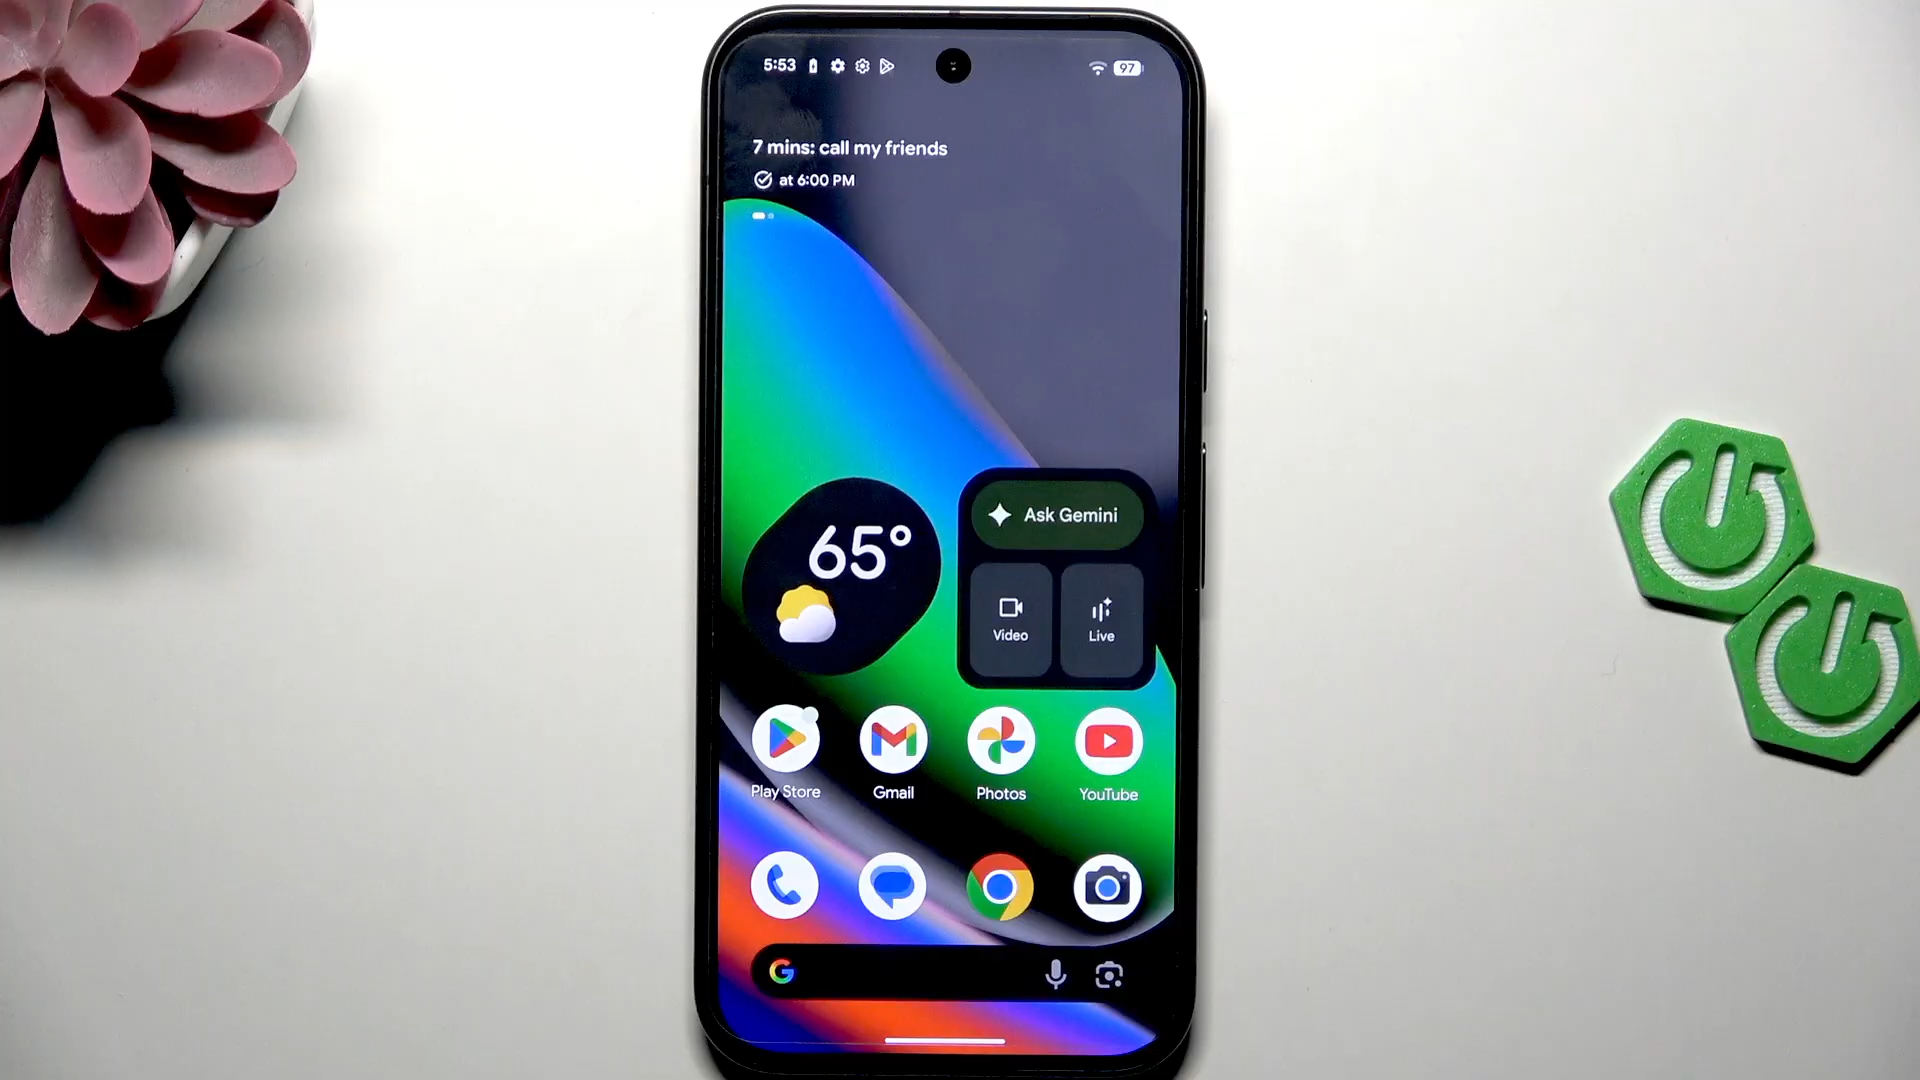 5:53
97
7 mins: call my friends
at 6:00 PM
65°
Ask Gemini
Video
Live
Play Store
Gmail
Photos
YouTube
G